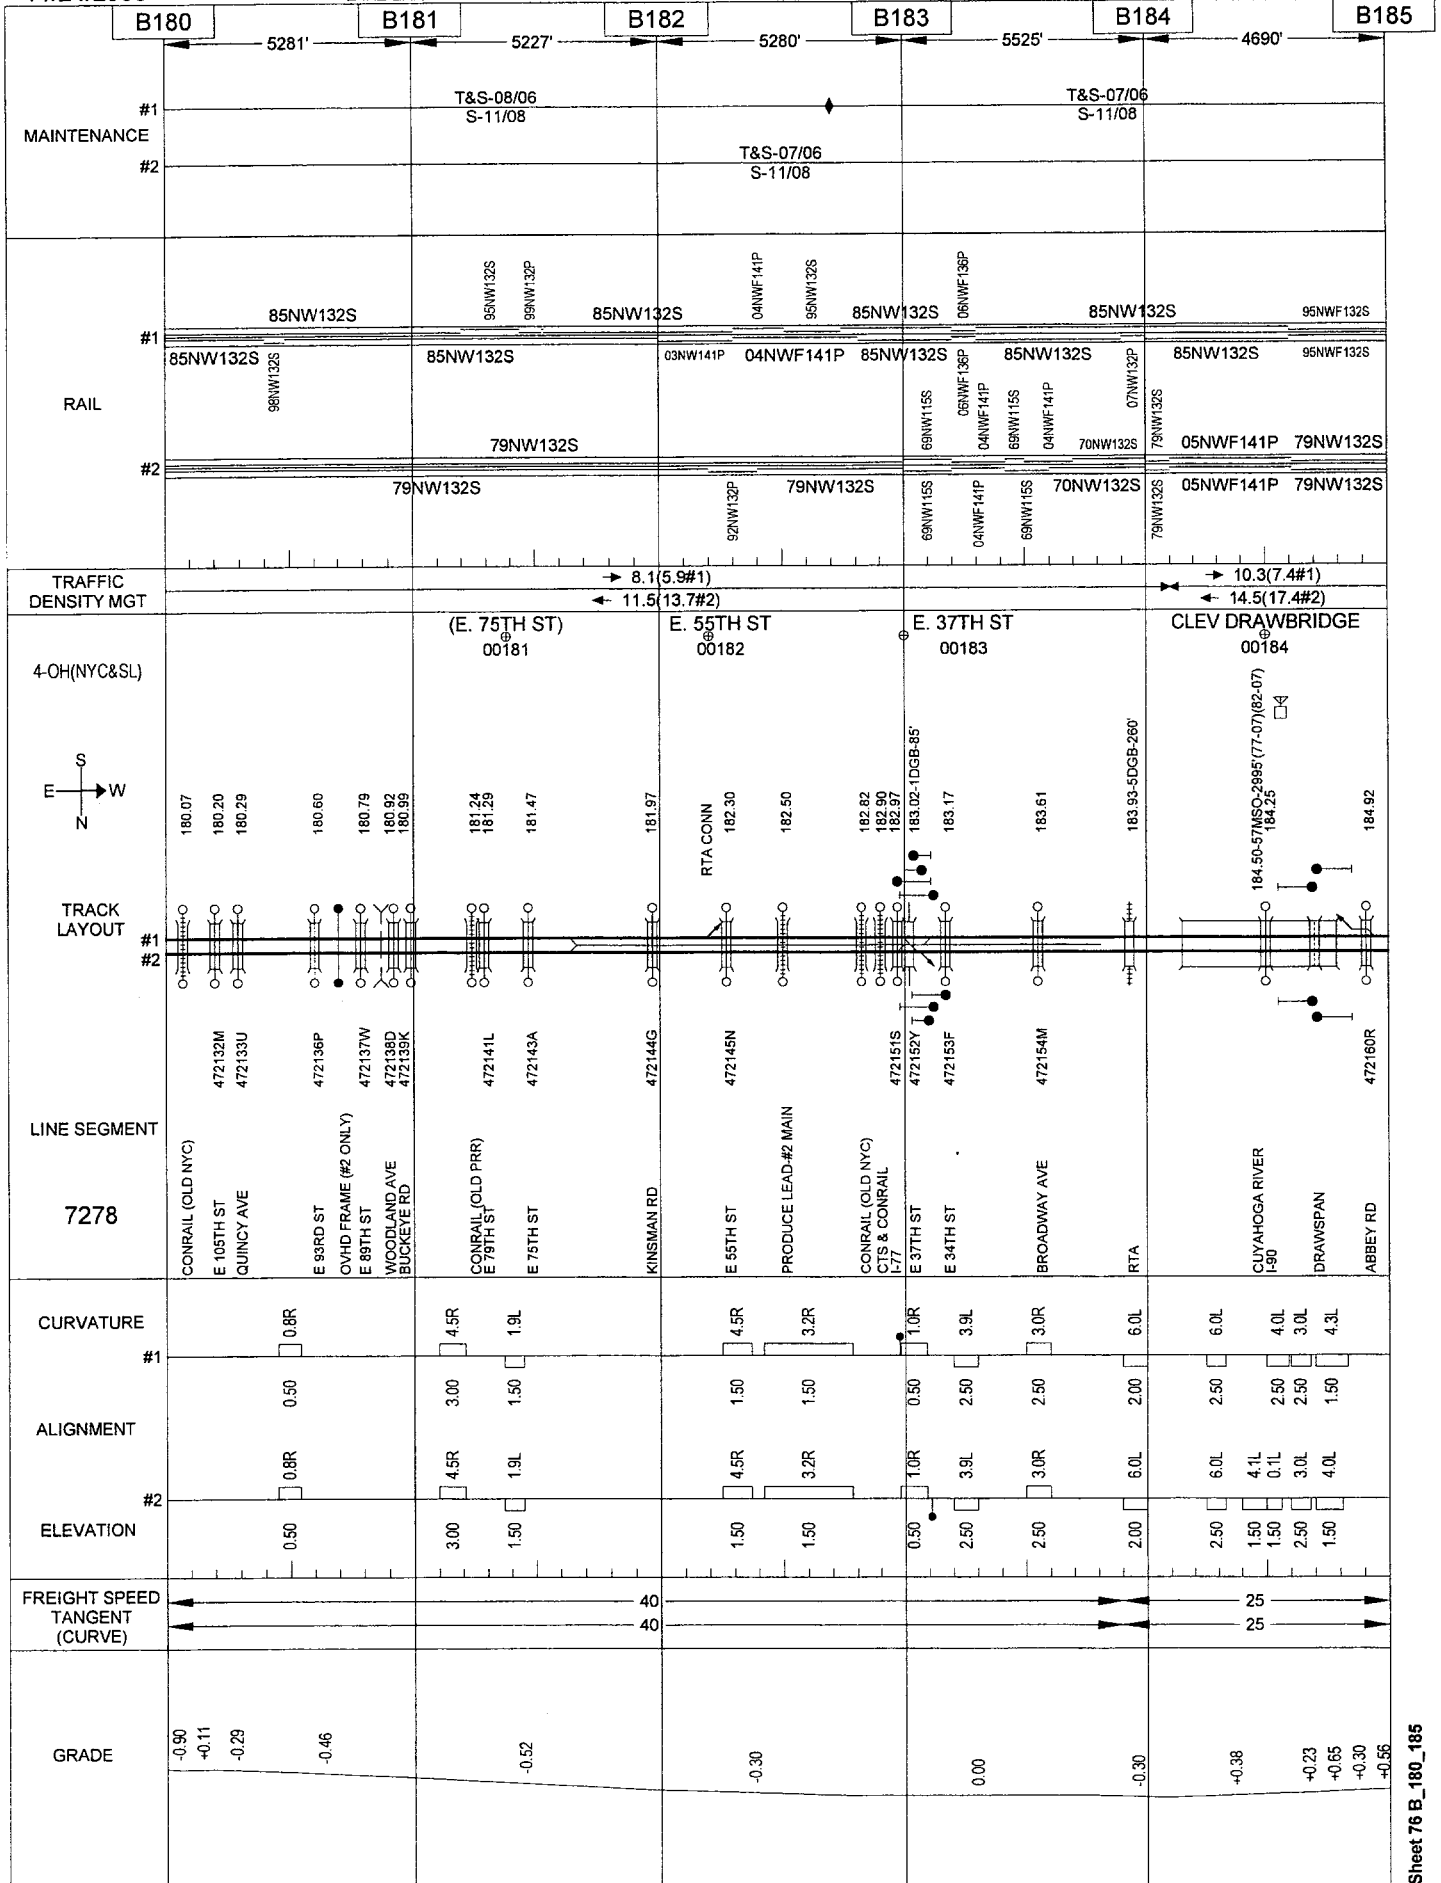 B180 B181 B182 B183 B184 B185
5281' 5227' 5280' 5525' 4690'
#1 T&S-08/06 T&S-07/06
S-11/08 S-11/08
MAINTENANCE
#2 T&S-07/06
S-11/08
95NW132S 99NW132P 04NWF141P 95NW132S 06NWF136P
85NW132S 85NW132S 85NW132S 85NW132S 95NWF132S
#1
85NW132S 98NW132S 85NW132S 03NW141P 04NWF141P 85NW132S 85NW132S 85NW132S 95NWF132S
RAIL
69NW115S 06NWF136P 04NWF141P 69NW115S 04NWF141P 07NW132P 79NW132S
79NW132S 70NW132S 05NWF141P 79NW132S
#2
79NW132S 92NW132P 79NW132S 69NW115S 04NWF141P 69NW115S 70NW132S 79NW132S 05NWF141P 79NW132S
TRAFFIC
DENSITY MGT
8.1(5.9#1) 10.3(7.4#1)
11.5(13.7#2) 14.5(17.4#2)
(E. 75TH ST) E. 55TH ST E. 37TH ST CLEV DRAWBRIDGE
00181 00182 00183 00184
4-OH(NYC&SL)
S
E W
N
180.07 180.20 180.29 180.60 180.79 180.92 180.99 181.24 181.29 181.47 181.97 RTA CONN 182.30 182.50 182.82 182.90 182.97 183.02-1DGB-85' 183.17 183.61 183.93-5DGB-260' 184.50-57MSO-2995'(77-07)(82-07) 184.25 184.92
TRACK
LAYOUT
#1
#2
472132M 472133U 472136P 472137W 472138D 472139K 472141L 472143A 472144G 472145N 472151S 472152Y 472153F 472154M 472160R
LINE SEGMENT
7278
CONRAIL (OLD NYC)
E 105TH ST
QUINCY AVE
E 93RD ST
OVHD FRAME (#2 ONLY)
E 89TH ST
WOODLAND AVE
BUCKEYE RD
CONRAIL (OLD PRR)
E 79TH ST
E 75TH ST
KINSMAN RD
E 55TH ST
PRODUCE LEAD-#2 MAIN
CONRAIL (OLD NYC)
CTS & CONRAIL
I-77
E 37TH ST
E 34TH ST
BROADWAY AVE
RTA
CUYAHOGA RIVER
I-90
DRAWSPAN
ABBEY RD
CURVATURE
0.8R 4.5R 1.9L 4.5R 3.2R 1.0R 3.9L 3.0R 6.0L 6.0L 4.0L 3.0L 4.3L
#1
0.50 3.00 1.50 1.50 1.50 0.50 2.50 2.50 2.00 2.50 2.50 2.50 1.50
ALIGNMENT
0.8R 4.5R 1.9L 4.5R 3.2R 1.0R 3.9L 3.0R 6.0L 6.0L 4.1L 0.1L 3.0L 4.0L
#2
ELEVATION
0.50 3.00 1.50 1.50 1.50 0.50 2.50 2.50 2.00 2.50 1.50 1.50 2.50 1.50
FREIGHT SPEED
TANGENT
(CURVE)
40 25
40 25
GRADE
-0.90 +0.11 -0.29 -0.46 -0.52 -0.30 0.00 -0.30 +0.38 +0.23 +0.65 +0.30 +0.56
Sheet 76 B_180_185